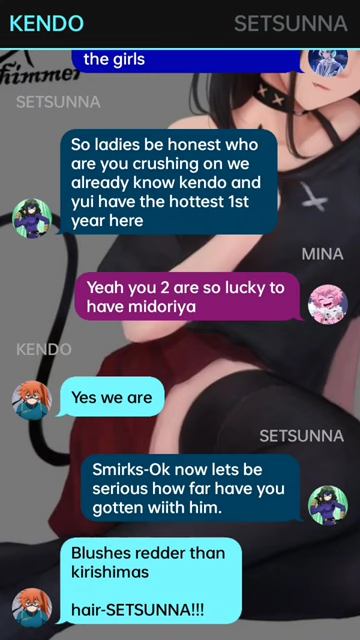 KENDO
SETSUNNA
the girls
himmer
SETSUNNA
So ladies be honest who
are you crushing on we
already know kendo and
yui have the hottest 1st
year here
MINA
Yeah you 2 are so lucky to
have midoriya
KENDO
Yes we are
SETSUNNA
Smirks-Ok now lets be
serious how far have you
gotten wiith him.
Blushes redder than
kirishimas
hair-SETSUNNA!!!